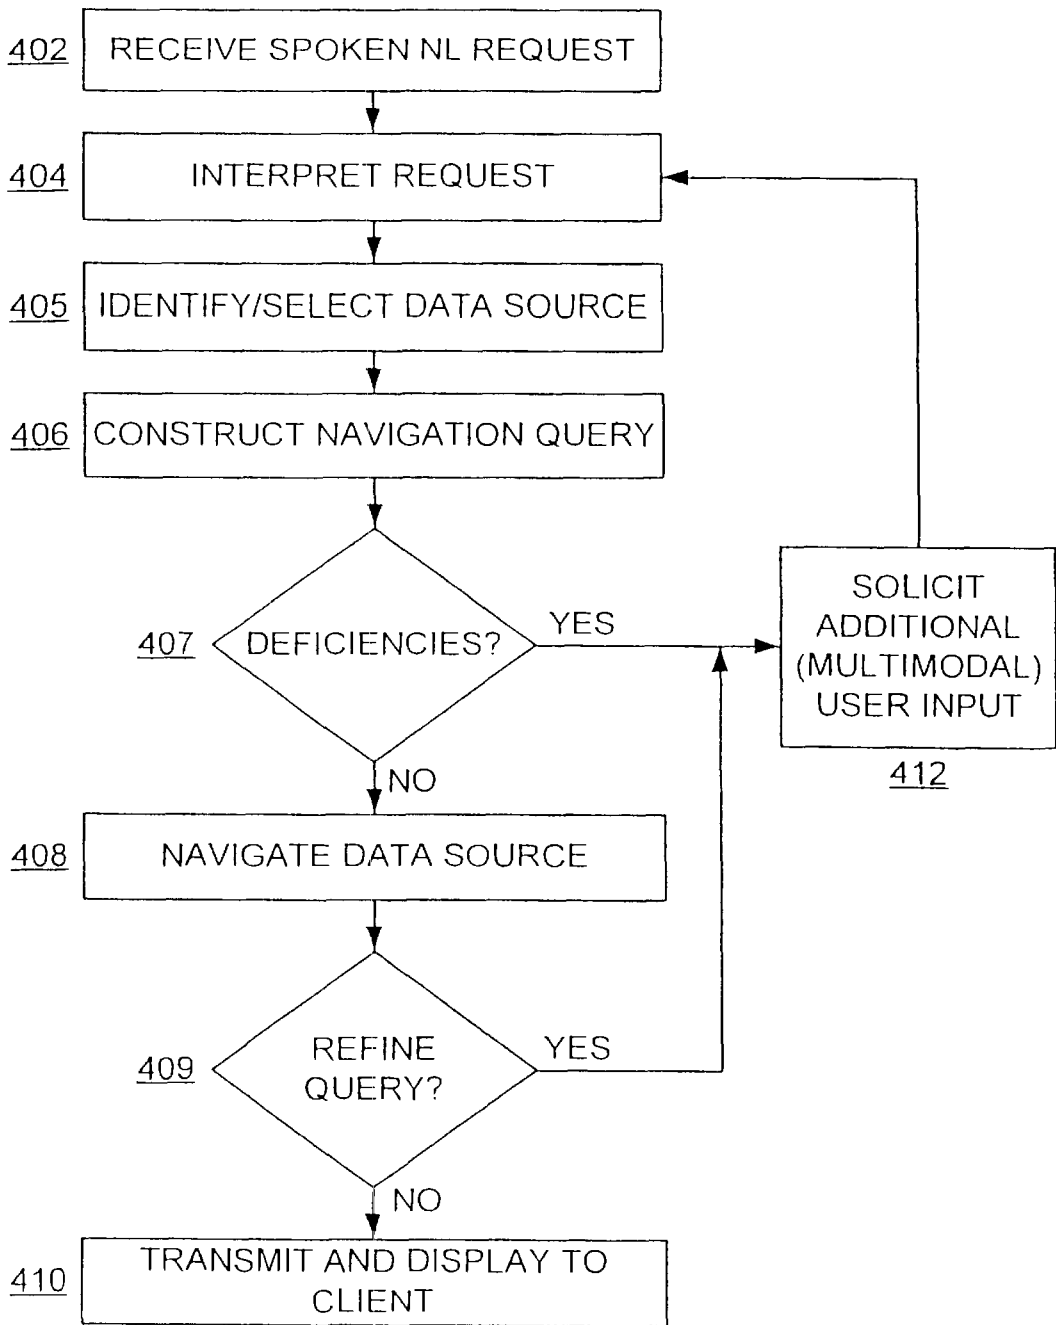 402 RECEIVE SPOKEN NL REQUEST
404 INTERPRET REQUEST
405 IDENTIFY/SELECT DATA SOURCE
406 CONSTRUCT NAVIGATION QUERY
407 DEFICIENCIES? YES
NO
SOLICIT
ADDITIONAL
(MULTIMODAL)
USER INPUT
412
408 NAVIGATE DATA SOURCE
409 REFINE
QUERY?
YES
NO
410 TRANSMIT AND DISPLAY TO
CLIENT